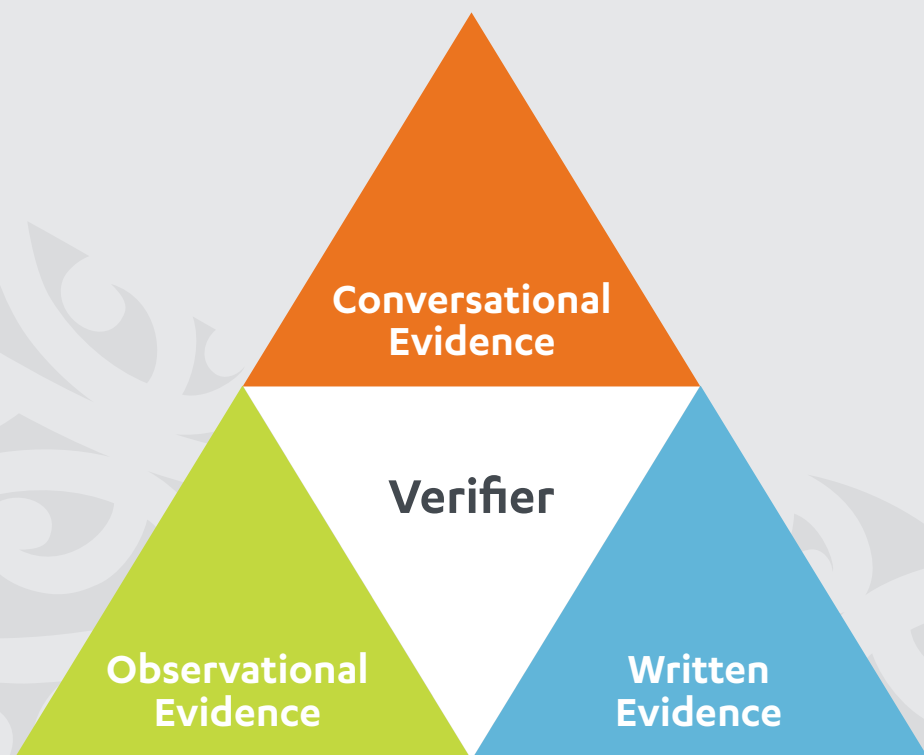 Conversational
Evidence
Verifier
Observational
Evidence
Written
Evidence